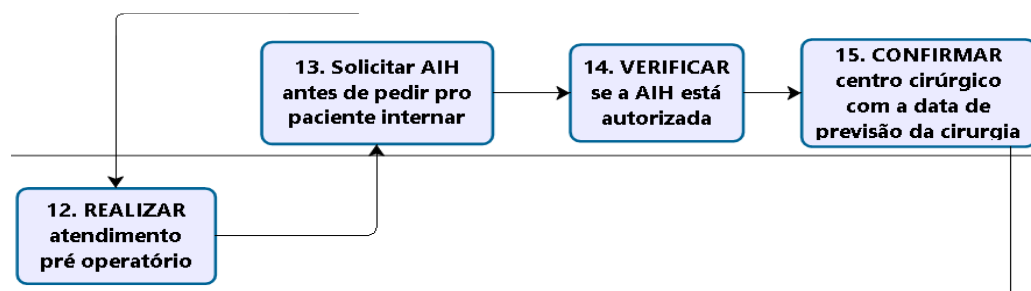 13. Solicitar AIH
antes de pedir pro
paciente internar
14. VERIFICAR
se a AIH está
autorizada
15. CONFIRMAR
centro cirúrgico
com a data de
previsão da cirurgia
12. REALIZAR
atendimento
pré operatório